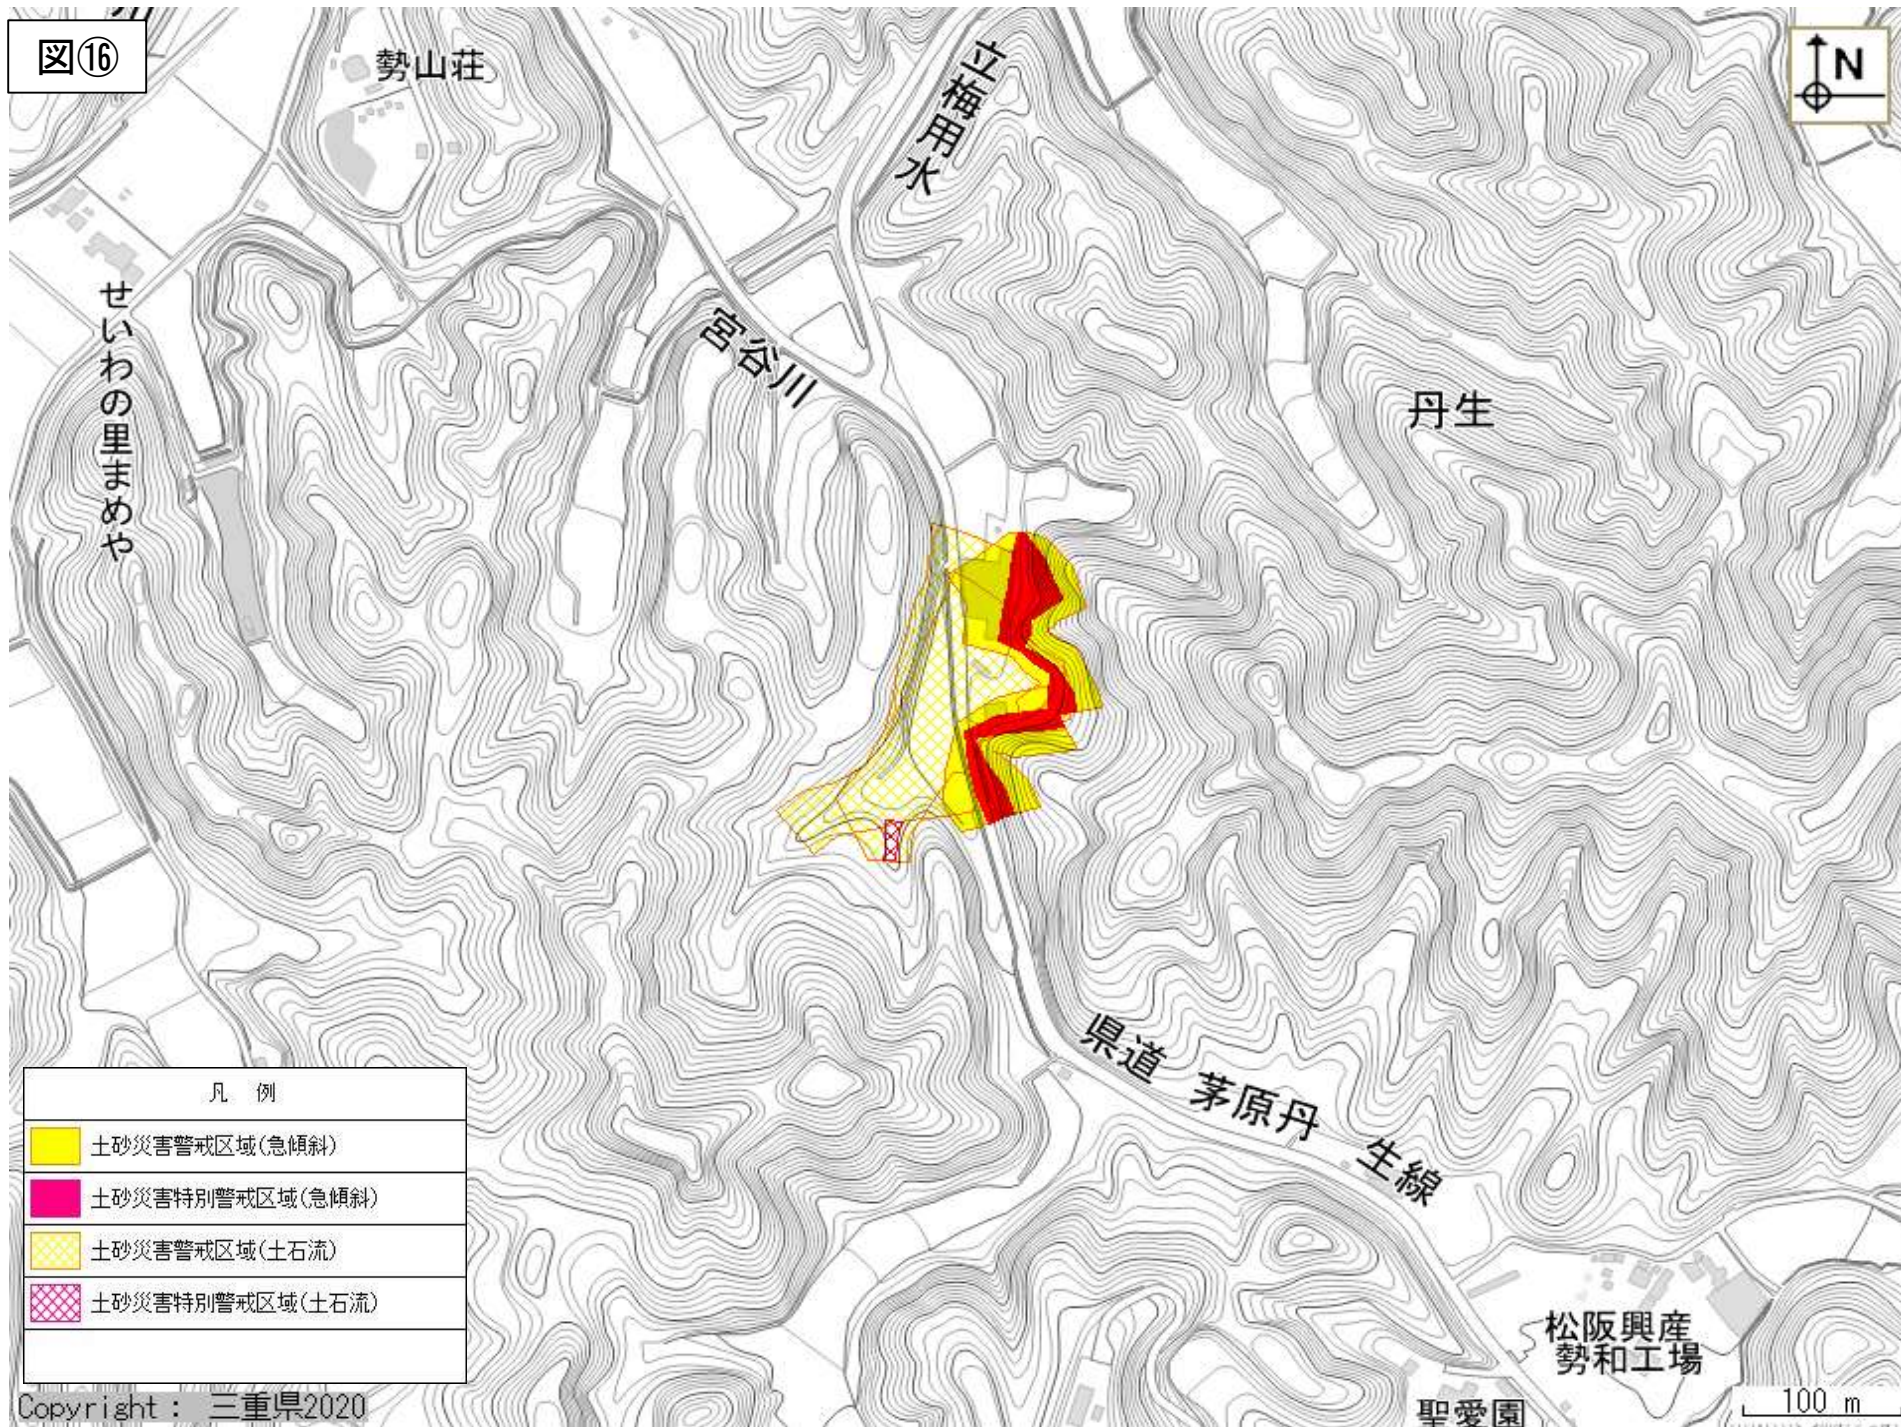 図⑯
勢山荘
立梅用水
N
せいわの里まめや
宮谷川
丹生
県道 茅原丹 生線
凡 例
土砂災害警戒区域(急傾斜)
土砂災害特別警戒区域(急傾斜)
土砂災害警戒区域(土石流)
土砂災害特別警戒区域(土石流)
松阪興産
勢和工場
聖愛園
100 m
Copyright : 三重県2020